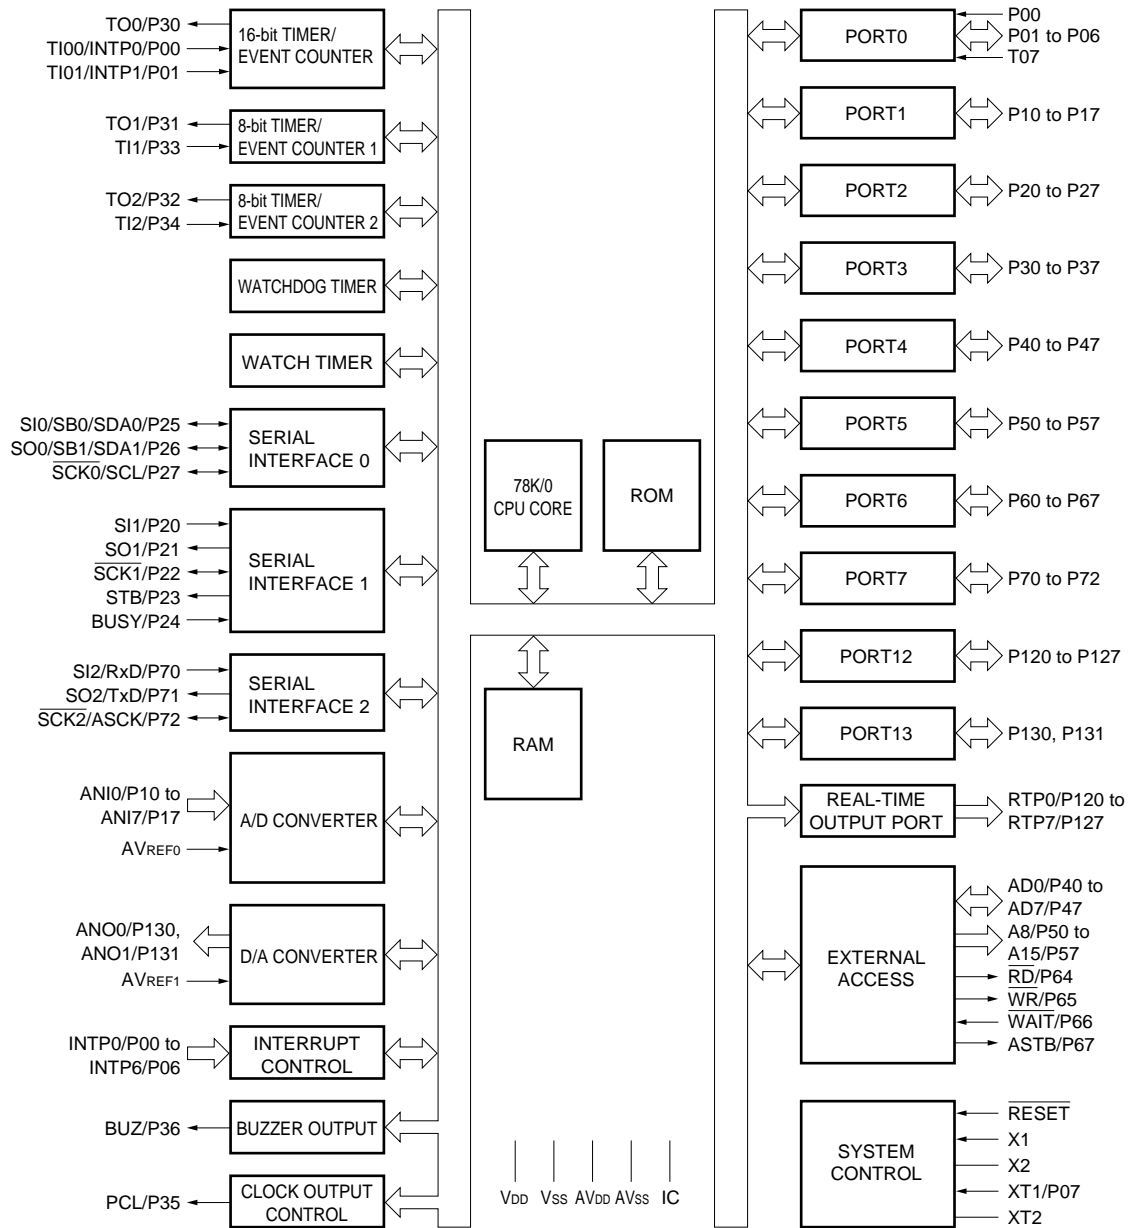 TO0/P30
TI00/INTP0/P00
TI01/INTP1/P01
16-bit TIMER/
EVENT COUNTER
TO1/P31
TI1/P33
8-bit TIMER/
EVENT COUNTER 1
TO2/P32
TI2/P34
8-bit TIMER/
EVENT COUNTER 2
WATCHDOG TIMER
WATCH TIMER
SI0/SB0/SDA0/P25
SO0/SB1/SDA1/P26
SCK0/SCL/P27
SERIAL
INTERFACE 0
SI1/P20
SO1/P21
SCK1/P22
STB/P23
BUSY/P24
SERIAL
INTERFACE 1
SI2/RxD/P70
SO2/TxD/P71
SCK2/ASCK/P72
SERIAL
INTERFACE 2
ANI0/P10 to
ANI7/P17
AVREF0
A/D CONVERTER
ANO0/P130,
ANO1/P131
AVREF1
D/A CONVERTER
INTP0/P00 to
INTP6/P06
INTERRUPT
CONTROL
BUZ/P36
BUZZER OUTPUT
PCL/P35
CLOCK OUTPUT
CONTROL
78K/0
CPU CORE
ROM
RAM
VDD VSS AVDD AVSS IC
PORT0
P00
P01 to P06
T07
PORT1
P10 to P17
PORT2
P20 to P27
PORT3
P30 to P37
PORT4
P40 to P47
PORT5
P50 to P57
PORT6
P60 to P67
PORT7
P70 to P72
PORT12
P120 to P127
PORT13
P130, P131
REAL-TIME
OUTPUT PORT
RTP0/P120 to
RTP7/P127
EXTERNAL
ACCESS
AD0/P40 to
AD7/P47
A8/P50 to
A15/P57
RD/P64
WR/P65
WAIT/P66
ASTB/P67
SYSTEM
CONTROL
RESET
X1
X2
XT1/P07
XT2